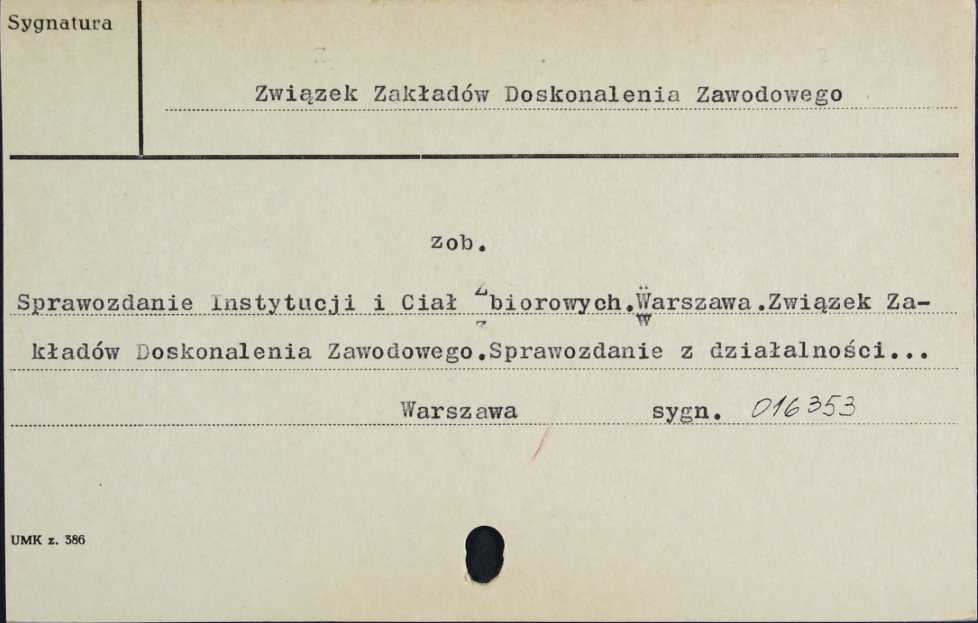 Sygnatura
Związek Zakładów Doskonalenia Zawodowego
zob.
Sprawozdanie Instytucji i Ciał Zbiorowych.Warszawa.Związek Za-
kładów Doskonalenia Zawodowego.Sprawozdanie z działalności...
Warszawa sygn. 016353
UMK z. 386